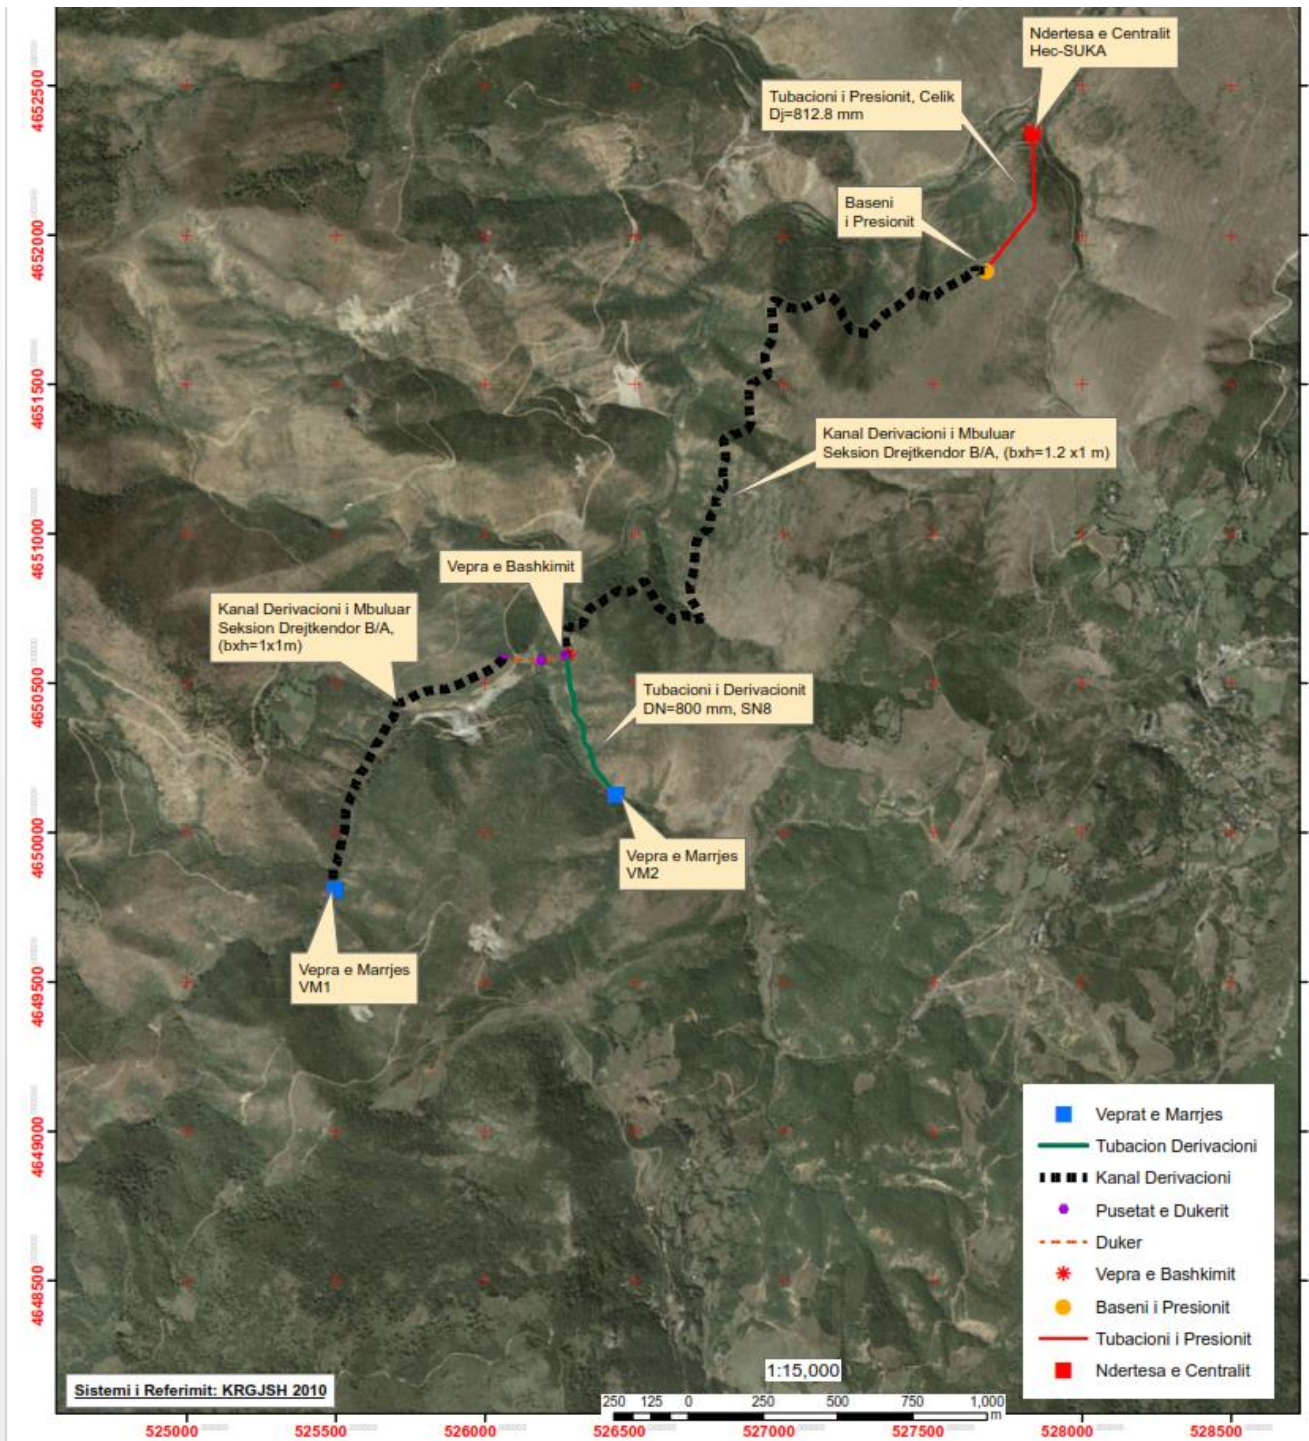 Ndertesa e Centralit
Hec-SUKA
Tubacioni i Presionit, Celik
Dj=812.8 mm
Baseni
i Presionit
Kanal Derivacioni i Mbuluar
Seksion Drejtkendor B/A, (bxh=1.2 x1 m)
Vepra e Bashkimit
Kanal Derivacioni i Mbuluar
Seksion Drejtkendor B/A,
(bxh=1x1m)
Tubacioni i Derivacionit
DN=800 mm, SN8
Vepra e Marrjes
VM2
Vepra e Marrjes
VM1
4652500
4652000
4651500
4651000
4650500
4650000
4649500
4649000
4648500
Veprat e Marrjes
Tubacion Derivacioni
Kanal Derivacioni
Pusetat e Dukerit
Duker
Vepra e Bashkimit
Baseni i Presionit
Tubacioni i Presionit
Ndertesa e Centralit
Sistemi i Referimit: KRGJSH 2010
1:15,000
250 125 0 250 500 750 1,000
m
525000 525500 526000 526500 527000 527500 528000 528500